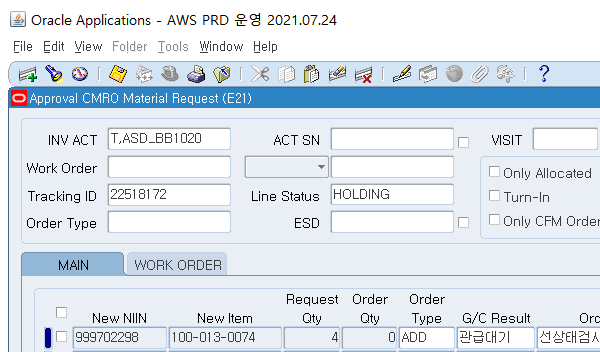 Oracle Applications - AWS PRD 운영 2021.07.24
File Edit View Folder Tools Window Help
Approval CMRO Material Request (E21)
INV ACT T,ASD_BB1020 ACT SN VISIT
Work Order Only Allocated
Tracking ID 22518172 Line Status HOLDING Turn-In
Order Type ESD Only CFM Order
MAIN WORK ORDER
Request Order Order
New NIIN New Item Qty Qty Type G/C Result Orc
999702298 100-013-0074 4 0 ADD 관급대기 선상태검사